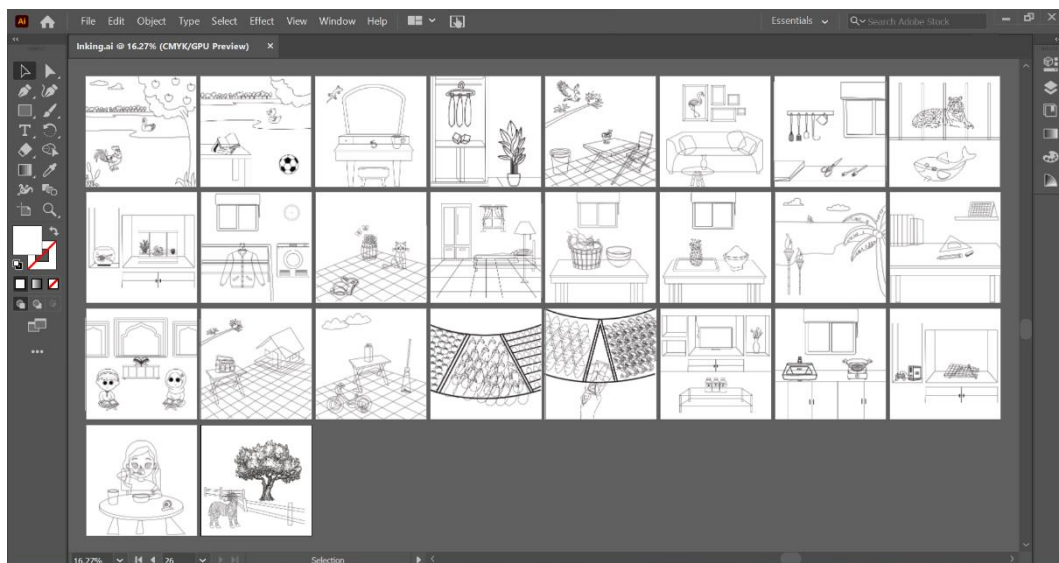 Ai File Edit Object Type Select Effect View Window Help Essentials Search Adobe Stock
Inking.ai @ 16.27% (CMYK/GPU Preview) ×
16.27% 26 Selection